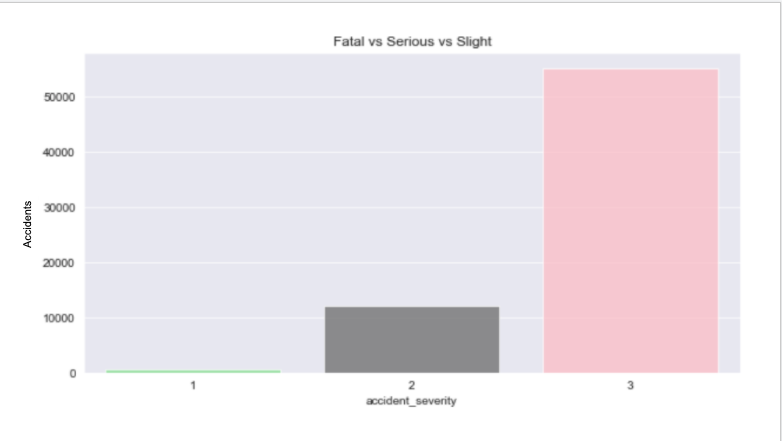 Fatal vs Serious vs Slight
50000
40000
30000
20000
10000
0
Accidents
1 2 3
accident_severity